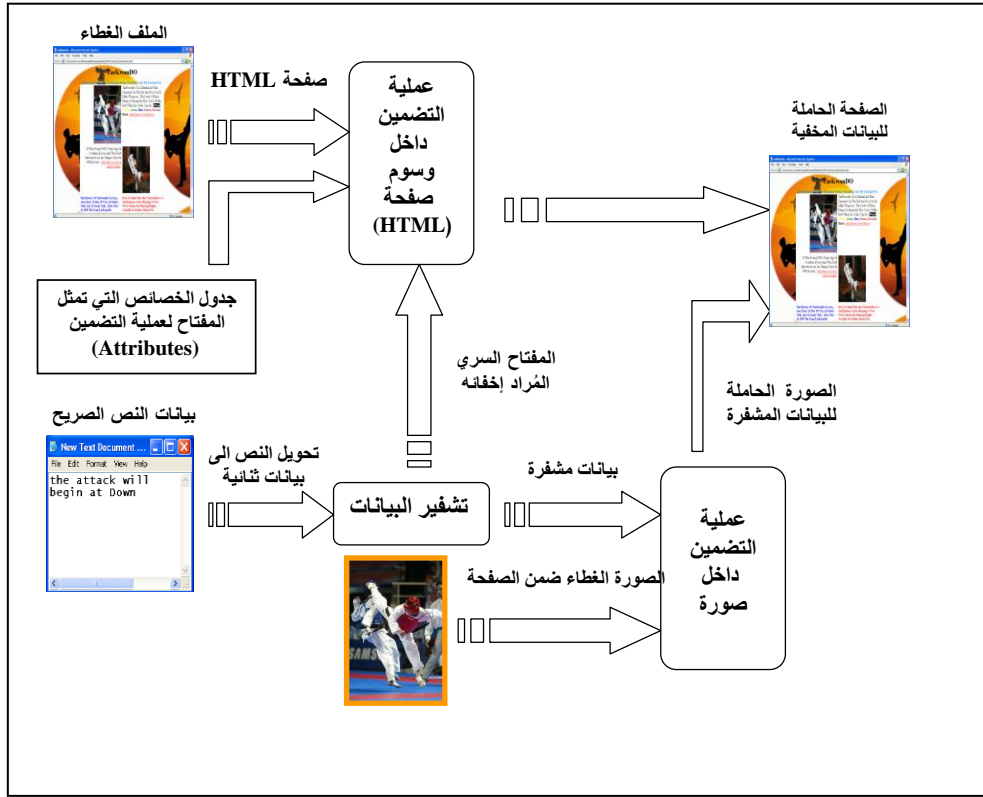 الملف الغطاء
TaeKwanDO
صفحة HTML
عملية
التضمين
داخل
وسوم
صفحة
(HTML)
الصفحة الحاملة
للبيانات المخفية
TaeKwanDO
جدول الخصائص التي تمثل
المفتاح لعملية التضمين
(Attributes)
المفتاح السري
المُراد إخفائه
الصورة الحاملة
للبيانات المشفرة
بيانات النص الصريح
New Text Document ...
File Edit Format View Help
the attack will
begin at Down
تحويل النص الى
بيانات ثنائية
تشفير البيانات
بيانات مشفرة
عملية
التضمين
داخل
صورة
الصورة الغطاء ضمن الصفحة
SAMS